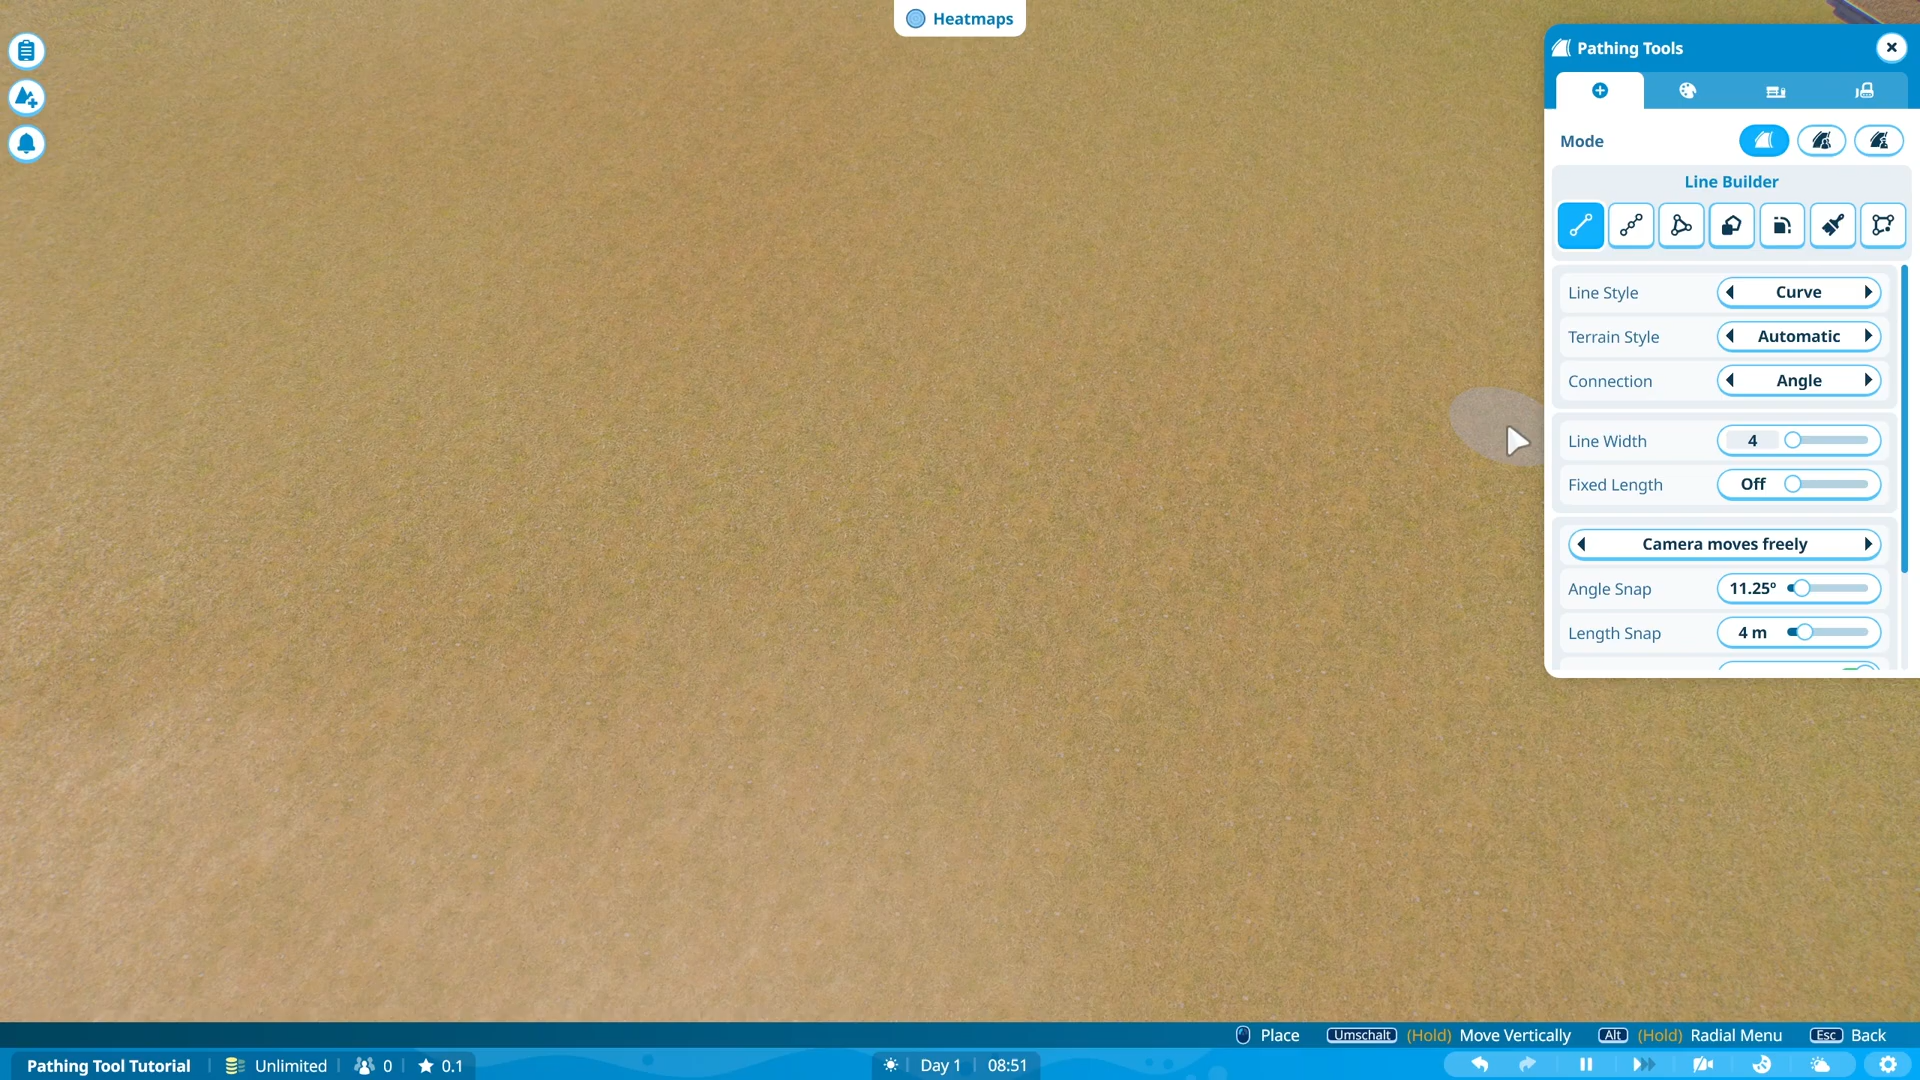 Heatmaps
Pathing Tools
Mode
Line Builder
Line Style Curve
Terrain Style Automatic
Connection Angle
Line Width 4
Fixed Length Off
Camera moves freely
Angle Snap 11.25°
Length Snap 4 m
Place Umschalt (Hold) Move Vertically Alt (Hold) Radial Menu Esc Back
Pathing Tool Tutorial Unlimited 0 0.1 Day 1 08:51